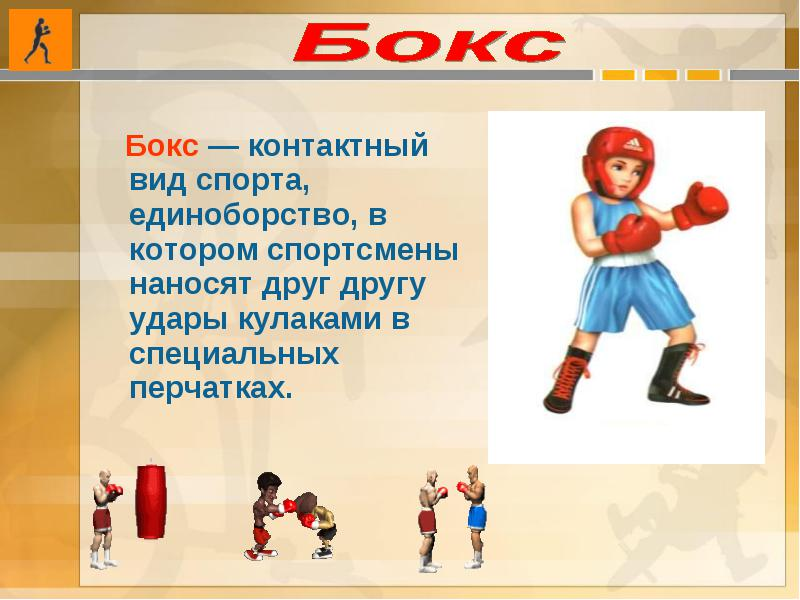 Бокс
Бокс — контактный
вид спорта,
единоборство, в
котором спортсмены
наносят друг другу
удары кулаками в
специальных
перчатках.